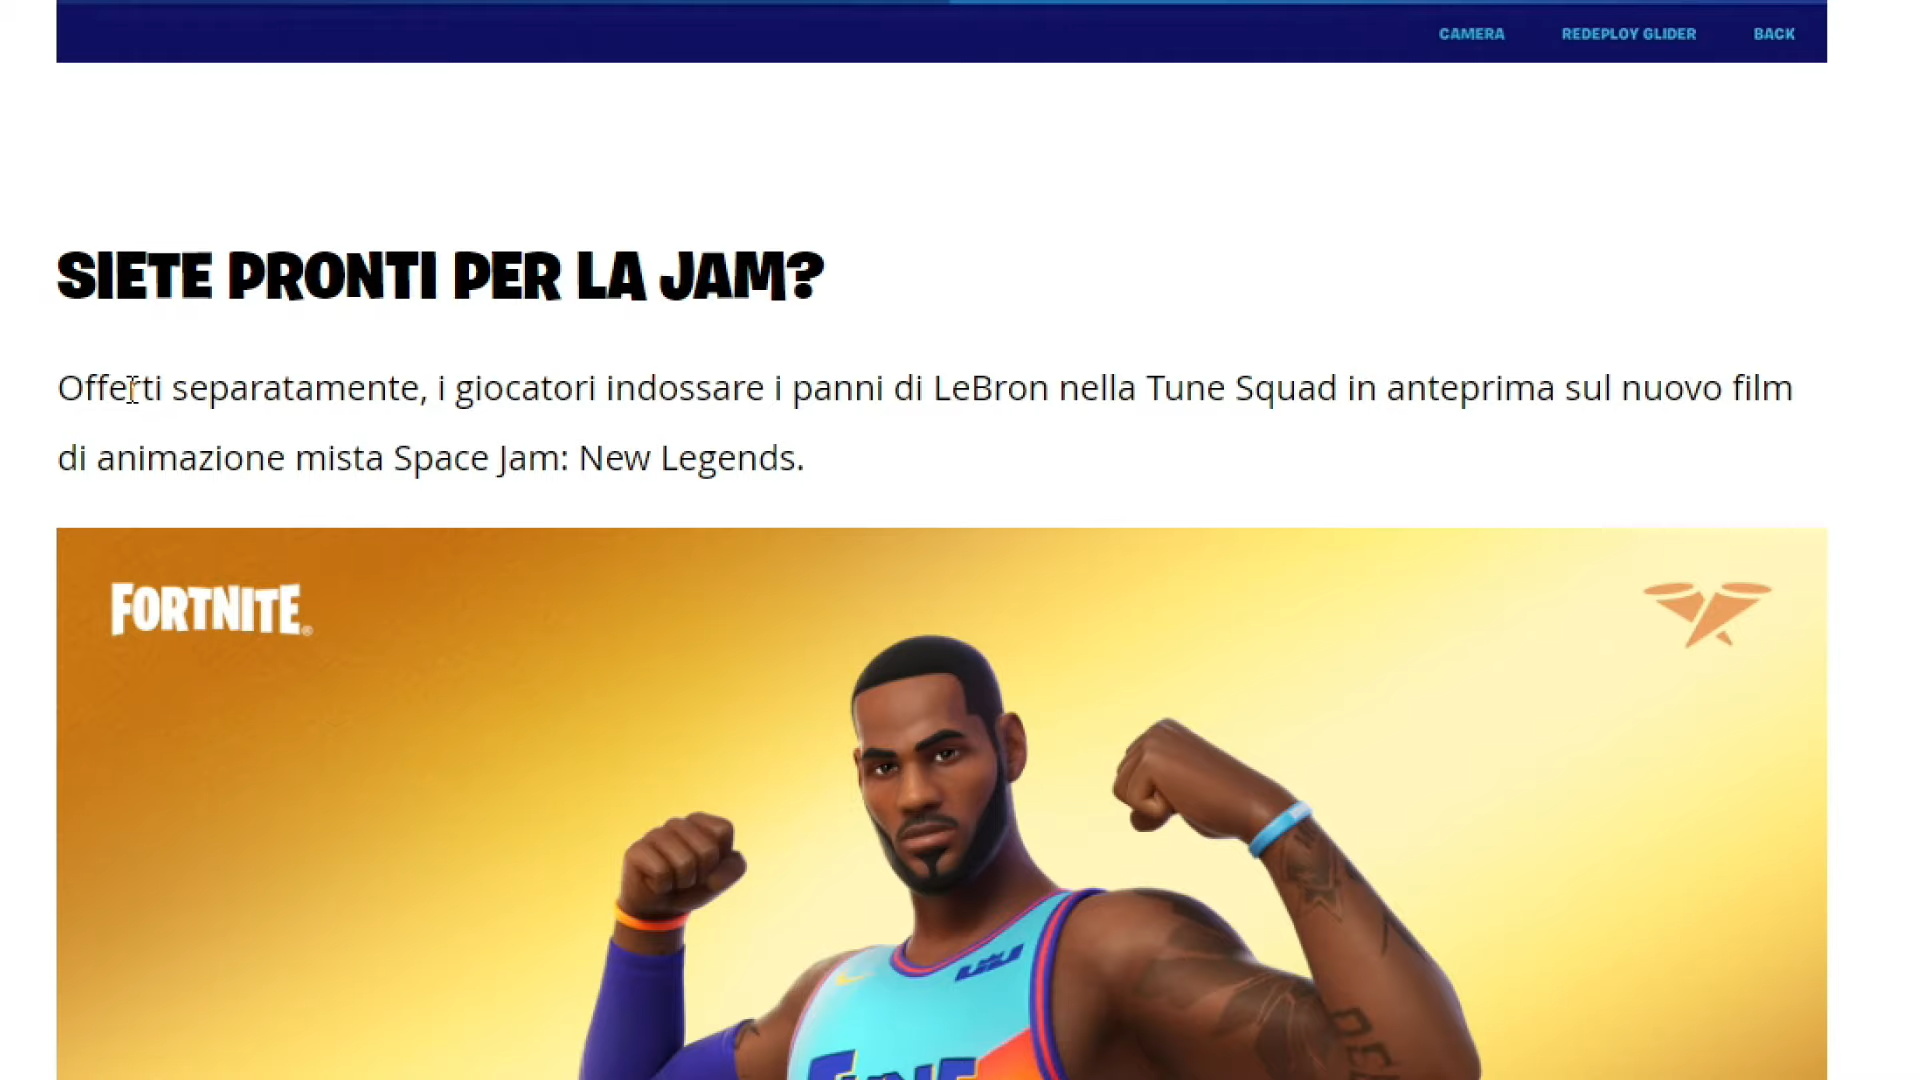 CAMERA REDEPLOY GLIDER BACK
SIETE PRONTI PER LA JAM?
Offerti separatamente, i giocatori indossare i panni di LeBron nella Tune Squad in anteprima sul nuovo film
di animazione mista Space Jam: New Legends.
FORTNITE®
TUNE